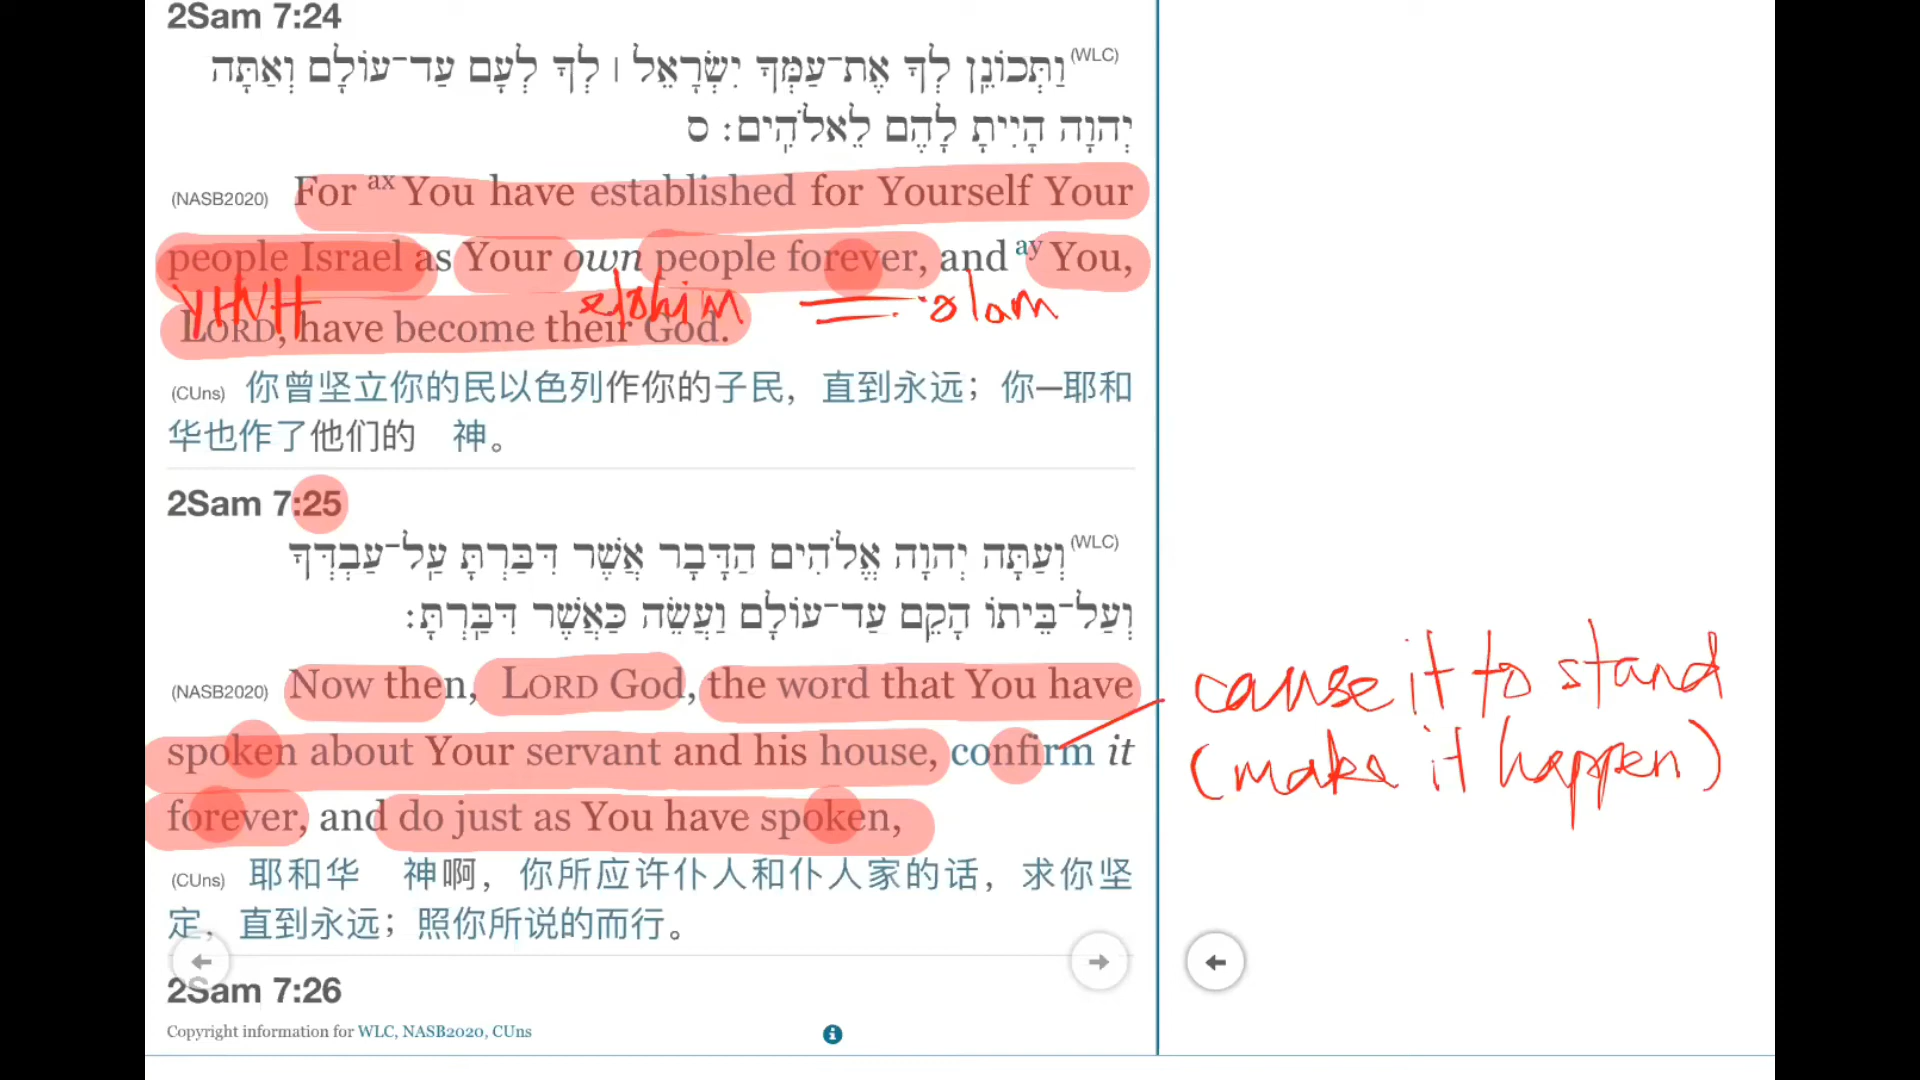 2Sam 7:24
(WLC) וַתְּכוֹנֵן לְךָ אֶת־עַמְּךָ יִשְׂרָאֵל ׀ לְךָ לְעָם עַד־עוֹלָם וְאַתָּה
יְהוָה הָיִיתָ לָהֶם לֵאלֹהִים׃ ס
(NASB2020) For ax You have established for Yourself Your
people Israel as Your own people forever, and ay You,
YHVH elohim olam
LORD, have become their God.
(CUns) 你曾坚立你的民以色列作你的子民，直到永远；你—耶和
华也作了他们的 神。
2Sam 7:25
(WLC) וְעַתָּה יְהוָה אֱלֹהִים הַדָּבָר אֲשֶׁר דִּבַּרְתָּ עַל־עַבְדְּךָ
וְעַל־בֵּיתוֹ הָקֵם עַד־עוֹלָם וַעֲשֵׂה כַּאֲשֶׁר דִּבַּרְתָּ׃
(NASB2020) Now then, LORD God, the word that You have
spoken about Your servant and his house, confirm it
forever, and do just as You have spoken,
cause it to stand
(make it happen)
(CUns) 耶和华 神啊，你所应许仆人和仆人家的话，求你坚
定，直到永远；照你所说的而行。
2Sam 7:26
Copyright information for WLC, NASB2020, CUns